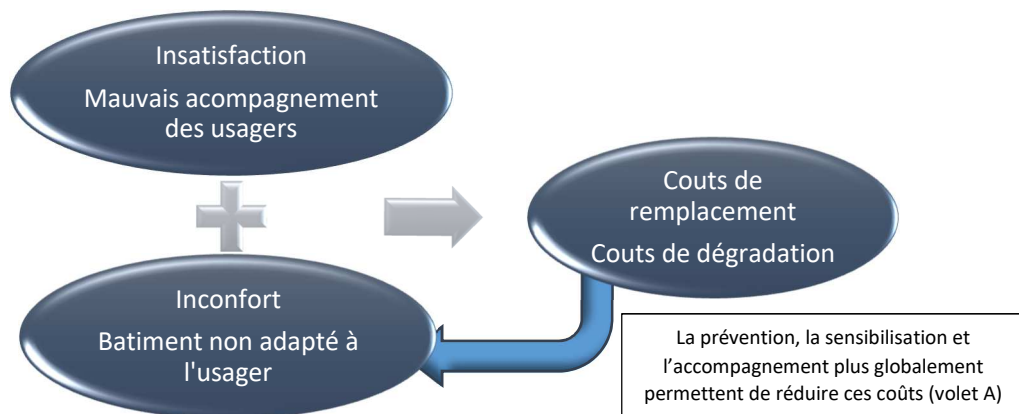 Insatisfaction
Mauvais acompagnement
des usagers
Couts de
remplacement
Couts de dégradation
Inconfort
Batiment non adapté à
l'usager
La prévention, la sensibilisation et
l’accompagnement plus globalement
permettent de réduire ces coûts (volet A)